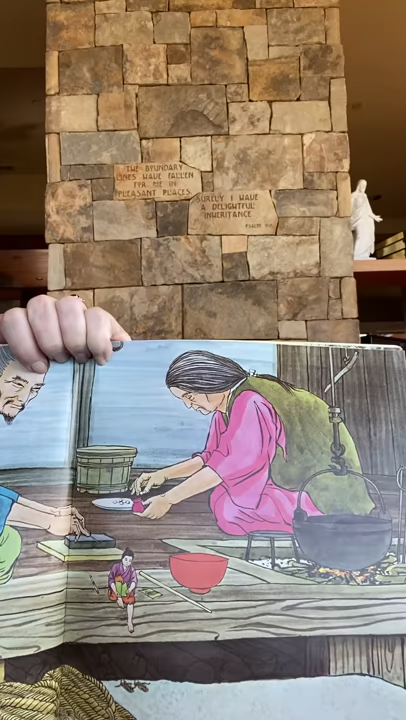 THE BOUNDARY
LINES HAVE FALLEN
FOR ME IN
PLEASANT PLACES.
SURELY I HAVE
A DELIGHTFUL
INHERITANCE
PSALM 16:6